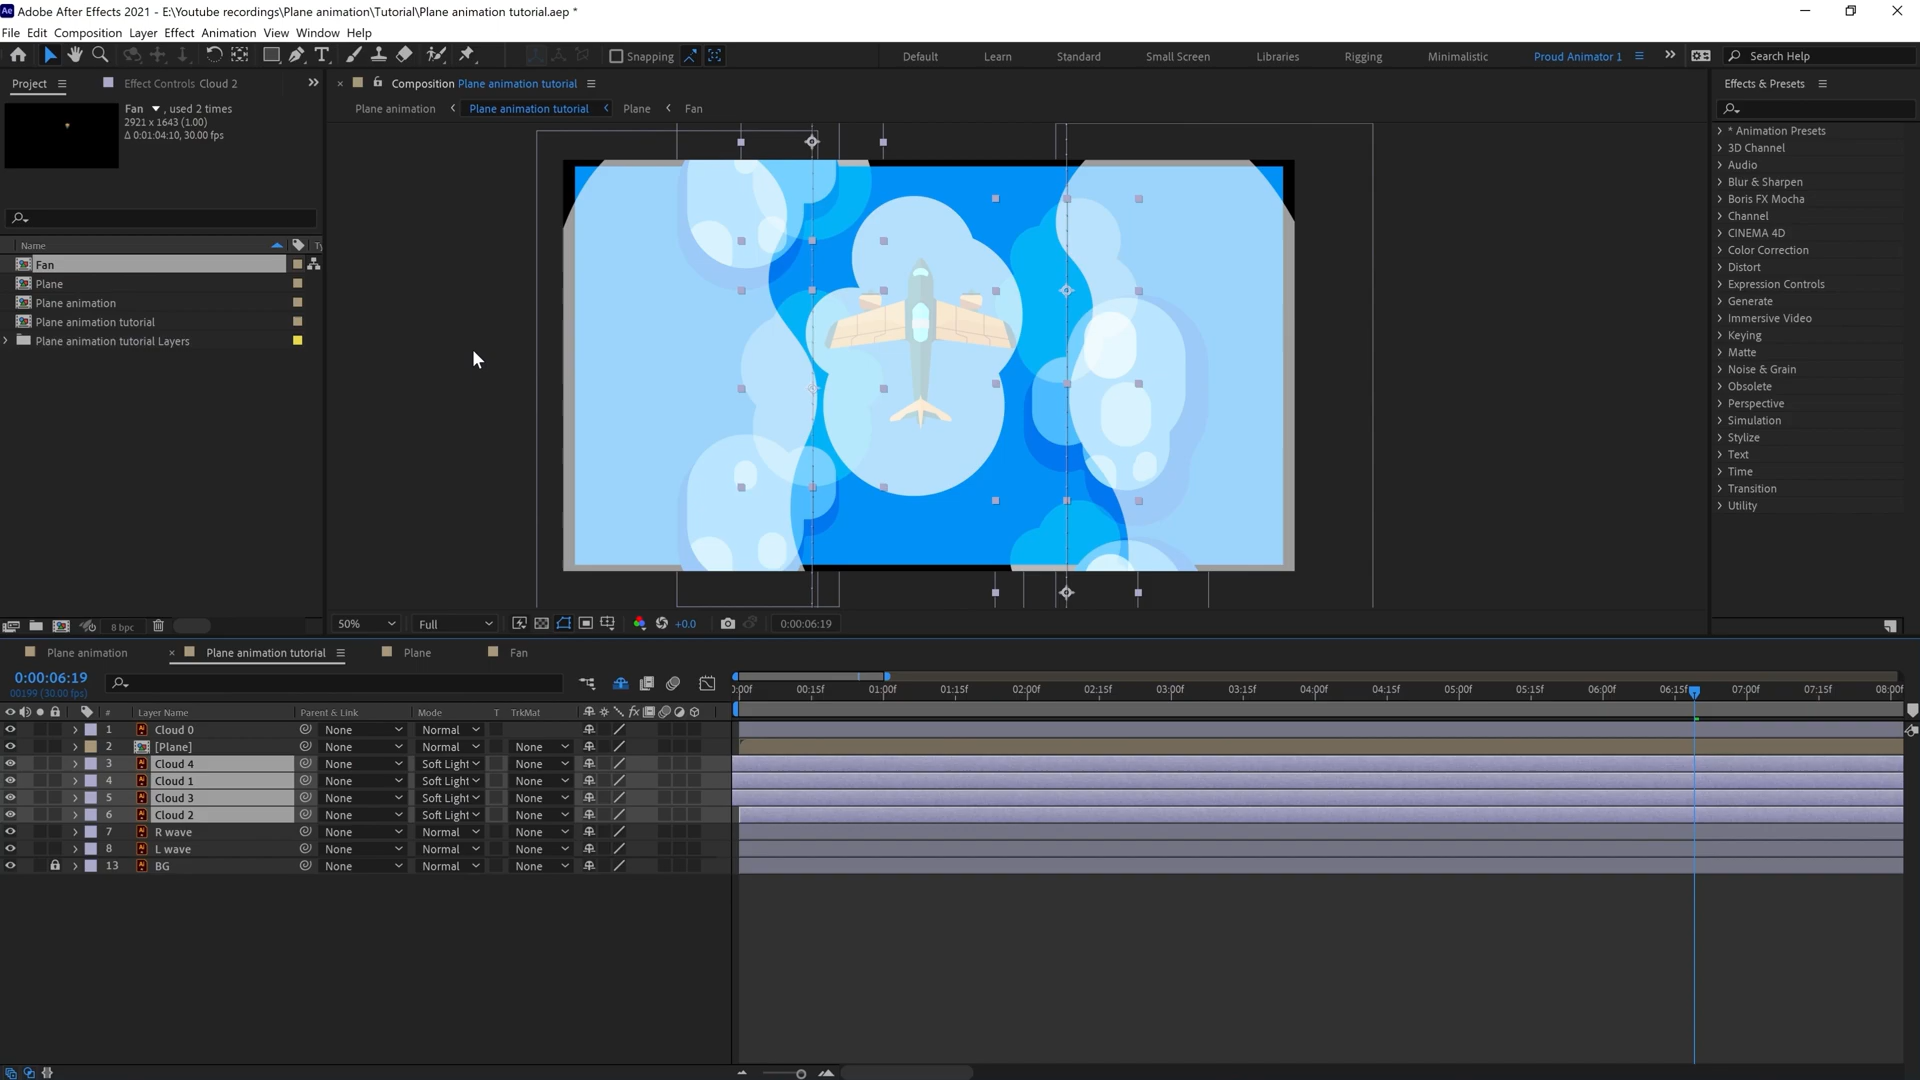 Ae Adobe After Effects 2021 - E:\Youtube recordings\Plane animation\Tutorial\Plane animation tutorial.aep *
File Edit Composition Layer Effect Animation View Window Help
Snapping
Default Learn Standard Small Screen Libraries Rigging Minimalistic Proud Animator 1 Search Help
Project Effect Controls Cloud 2
Composition Plane animation tutorial
Effects & Presets
Fan , used 2 times
2921 x 1643 (1.00)
Δ 0:01:04:10, 30.00 fps
Plane animation Plane animation tutorial Plane Fan
Name Ty
Fan
Plane
Plane animation
Plane animation tutorial
Plane animation tutorial Layers
* Animation Presets
3D Channel
Audio
Blur & Sharpen
Boris FX Mocha
Channel
CINEMA 4D
Color Correction
Distort
Expression Controls
Generate
Immersive Video
Keying
Matte
Noise & Grain
Obsolete
Perspective
Simulation
Stylize
Text
Time
Transition
Utility
8 bpc
50% Full +0.0 0:00:06:19
Plane animation Plane animation tutorial Plane Fan
0:00:06:19
00199 (30.00 fps)
):00f 00:15f 01:00f 01:15f 02:00f 02:15f 03:00f 03:15f 04:00f 04:15f 05:00f 05:15f 06:00f 06:15f 07:00f 07:15f 08:00f
# Layer Name Parent & Link Mode T TrkMat fx
1 Cloud 0 None Normal
2 [Plane] None Normal None
3 Cloud 4 None Soft Light None
4 Cloud 1 None Soft Light None
5 Cloud 3 None Soft Light None
6 Cloud 2 None Soft Light None
7 R wave None Normal None
8 L wave None Normal None
13 BG None Normal None